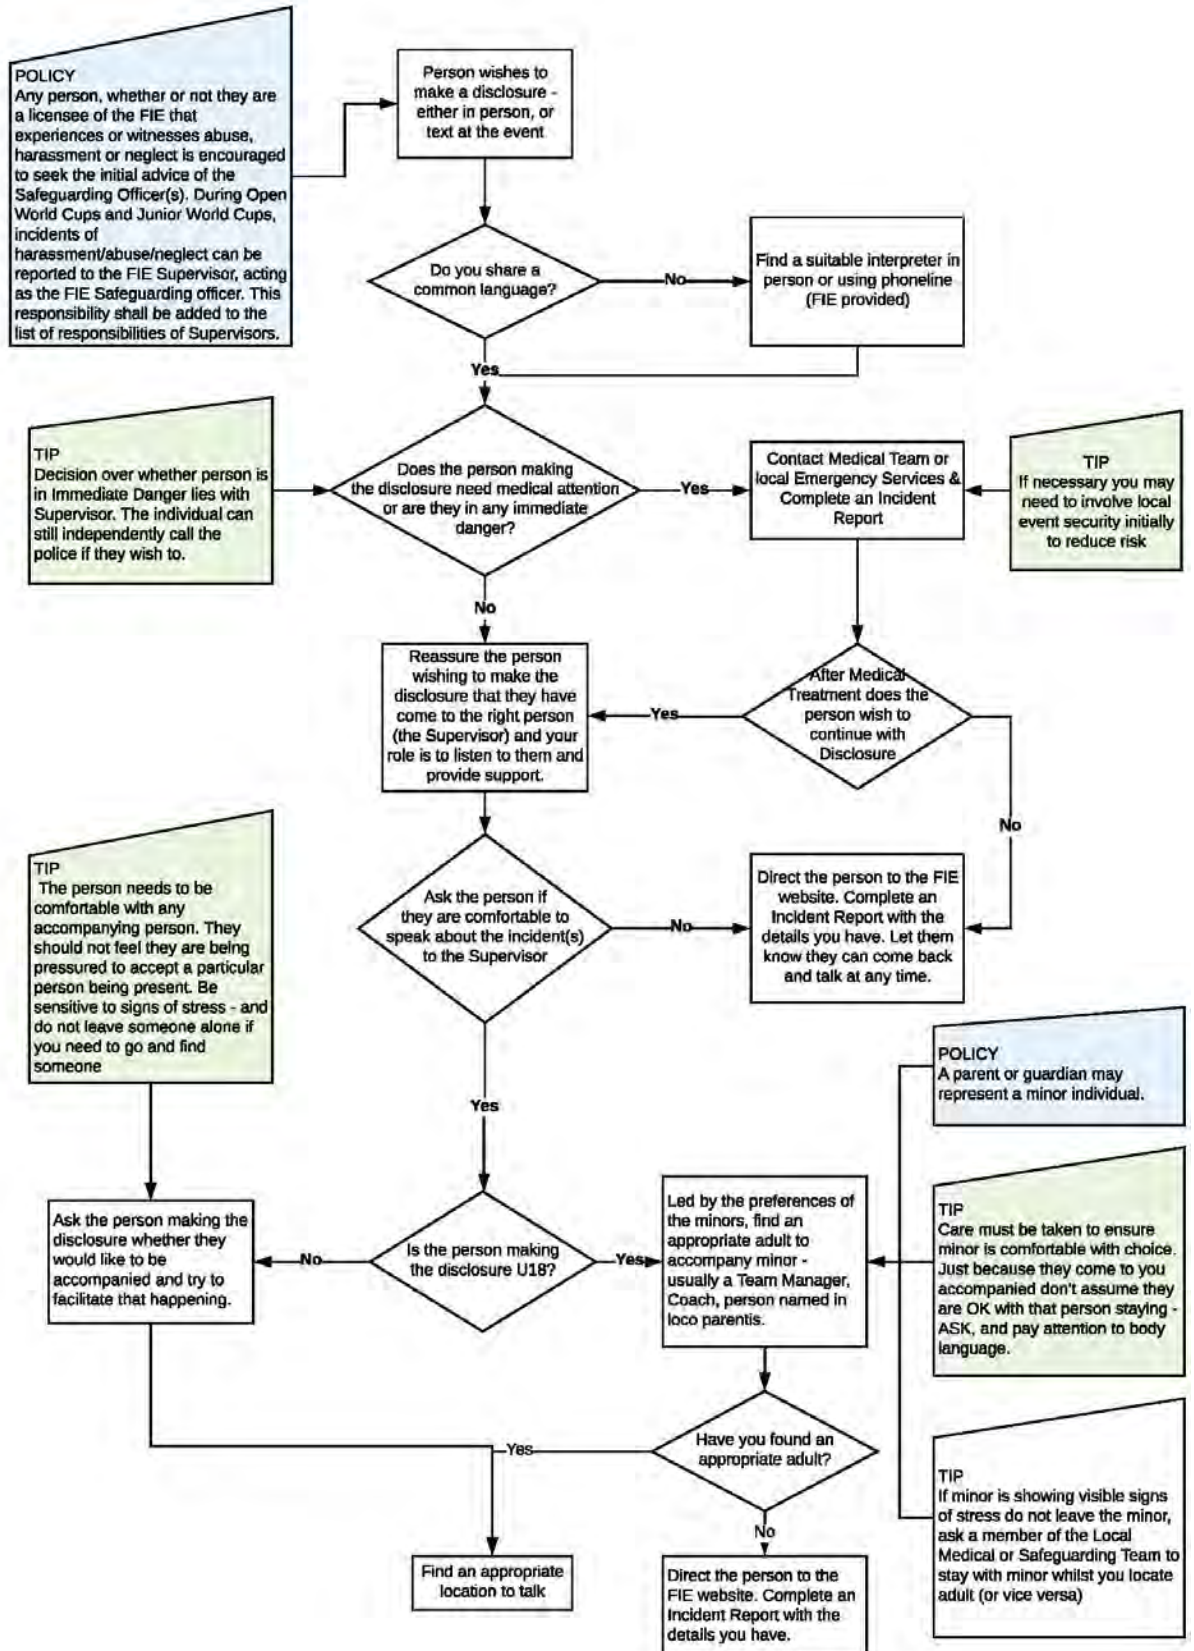 POLICY
Any person, whether or not they are
a licensee of the FIE that
experiences or witnesses abuse,
harassment or neglect is encouraged
to seek the initial advice of the
Safeguarding Officer(s). During Open
World Cups and Junior World Cups,
incidents of
harassment/abuse/neglect can be
reported to the FIE Supervisor, acting
as the FIE Safeguarding officer. This
responsibility shall be added to the
list of responsibilities of Supervisors.
Person wishes to
make a disclosure -
either in person, or
text at the event
Do you share a
common language?
No
Find a suitable interpreter in
person or using phoneline
(FIE provided)
Yes
TIP
Decision over whether person is
in Immediate Danger lies with
Supervisor. The individual can
still independently call the
police if they wish to.
Does the person making
the disclosure need medical attention
or are they in any immediate
danger?
Yes
Contact Medical Team or
local Emergency Services &
Complete an Incident
Report
TIP
If necessary you may
need to involve local
event security initially
to reduce risk
No
Reassure the person
wishing to make the
disclosure that they have
come to the right person
(the Supervisor) and your
role is to listen to them and
provide support.
Yes
After Medical
Treatment does the
person wish to
continue with
Disclosure
No
TIP
The person needs to be
comfortable with any
accompanying person. They
should not feel they are being
pressured to accept a particular
person being present. Be
sensitive to signs of stress - and
do not leave someone alone if
you need to go and find
someone
Ask the person if
they are comfortable to
speak about the incident(s)
to the Supervisor
No
Direct the person to the FIE
website. Complete an
Incident Report with the
details you have. Let them
know they can come back
and talk at any time.
Yes
POLICY
A parent or guardian may
represent a minor individual.
Ask the person making the
disclosure whether they
would like to be
accompanied and try to
facilitate that happening.
No
Is the person making
the disclosure U18?
Yes
Led by the preferences of
the minors, find an
appropriate adult to
accompany minor -
usually a Team Manager,
Coach, person named in
loco parentis.
TIP
Care must be taken to ensure
minor is comfortable with choice.
Just because they come to you
accompanied don't assume they
are OK with that person staying -
ASK, and pay attention to body
language.
Yes
Have you found an
appropriate adult?
TIP
If minor is showing visible signs
of stress do not leave the minor,
ask a member of the Local
Medical or Safeguarding Team to
stay with minor whilst you locate
adult (or vice versa)
No
Find an appropriate
location to talk
Direct the person to the
FIE website. Complete an
Incident Report with the
details you have.